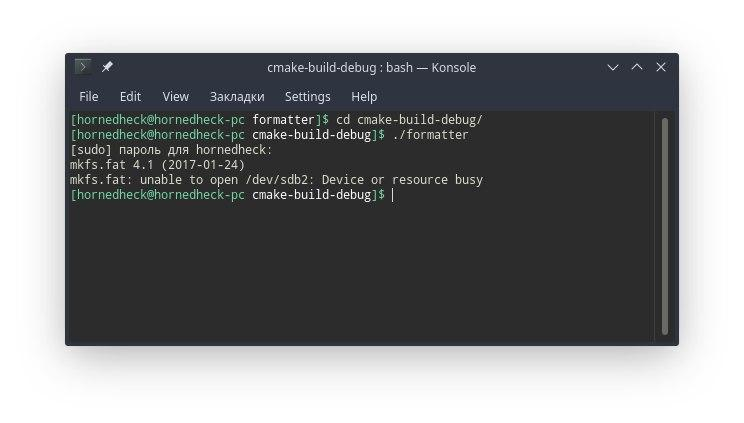 cmake-build-debug : bash — Konsole
File Edit View Закладки Settings Help
[hornedheck@hornedheck-pc formatter]$ cd cmake-build-debug/
[hornedheck@hornedheck-pc cmake-build-debug]$ ./formatter
[sudo] пароль для hornedheck:
mkfs.fat 4.1 (2017-01-24)
mkfs.fat: unable to open /dev/sdb2: Device or resource busy
[hornedheck@hornedheck-pc cmake-build-debug]$